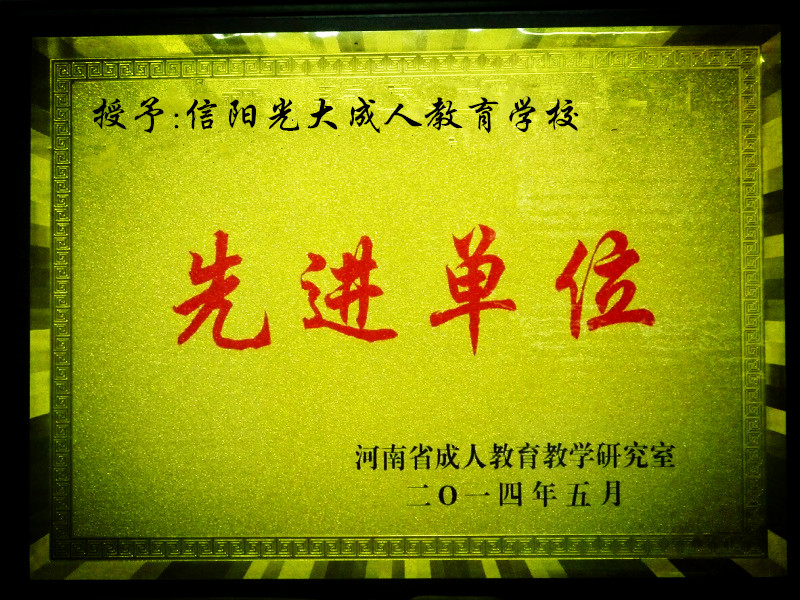 授予:信阳光大成人教育学校
先进单位
河南省成人教育教学研究室
二〇一四年五月